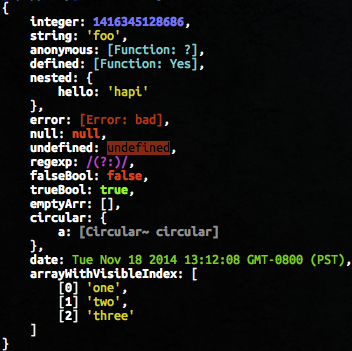 {
    integer: 1416345128686,
    string: 'foo',
    anonymous: [Function: ?],
    defined: [Function: Yes],
    nested: {
        hello: 'hapi'
    },
    error: [Error: bad],
    null: null,
    undefined: undefined,
    regexp: /(?:)/,
    falseBool: false,
    trueBool: true,
    emptyArr: [],
    circular: {
        a: [Circular~ circular]
    },
    date: Tue Nov 18 2014 13:12:08 GMT-0800 (PST),
    arrayWithVisibleIndex: [
        [0] 'one',
        [1] 'two',
        [2] 'three'
    ]
}